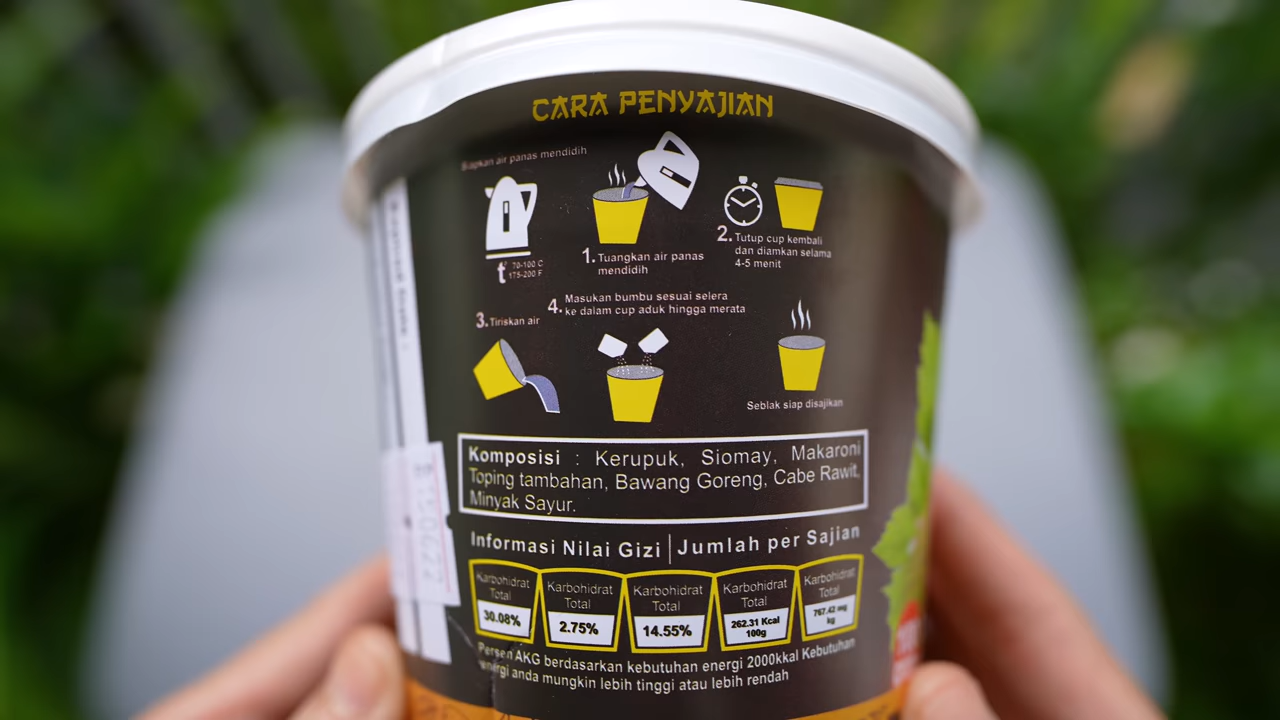 CARA PENYAJIAN
Siapkan air panas mendidih
t° 70-100 C
175-200 F
1. Tuangkan air panas
mendidih
2. Tutup cup kembali
dan diamkan selama
4-5 menit
3. Tiriskan air
4. Masukan bumbu sesuai selera
ke dalam cup aduk hingga merata
Seblak siap disajikan
Komposisi : Kerupuk, Siomay, Makaroni
Toping tambahan, Bawang Goreng, Cabe Rawit,
Minyak Sayur.
Informasi Nilai Gizi | Jumlah per Sajian
Karbohidrat
Total
30.08%
Karbohidrat
Total
2.75%
Karbohidrat
Total
14.55%
Karbohidrat
Total
262.31 Kcal
100g
Karbohidrat
Total
767.42 mg
kg
Persen AKG berdasarkan kebutuhan energi 2000kkal Kebutuhan
energi anda mungkin lebih tinggi atau lebih rendah